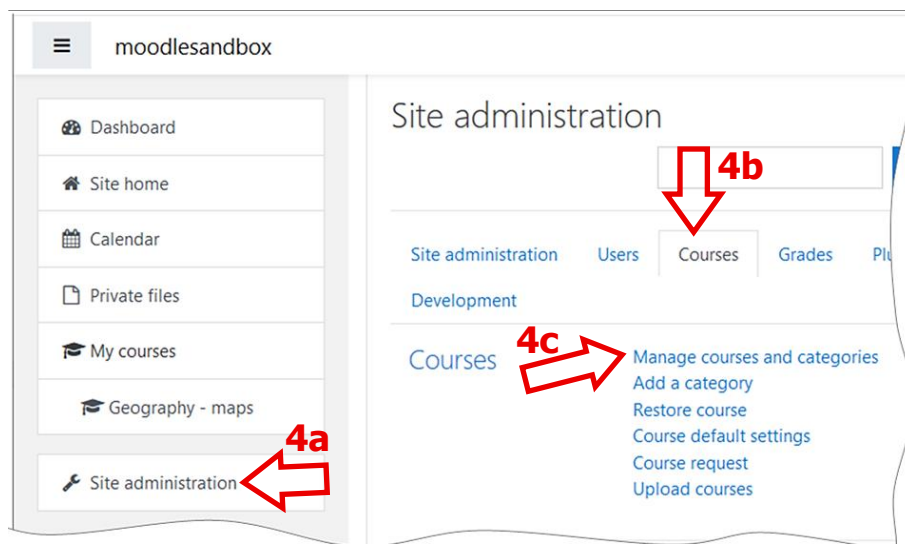 moodlesandbox
Dashboard
Site home
Calendar
Private files
My courses
Geography - maps
4a
Site administration
Site administration
4b
Site administration Users Courses Grades
Development
Courses
4c
Manage courses and categories
Add a category
Restore course
Course default settings
Course request
Upload courses